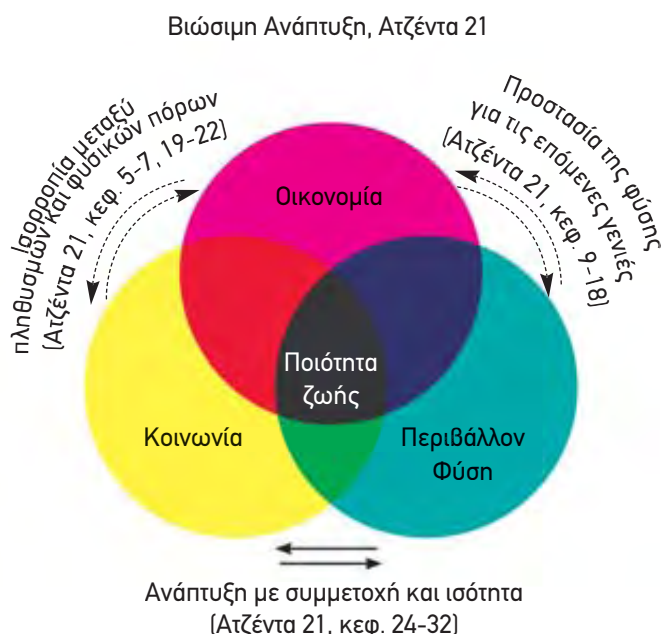 Βιώσιμη Ανάπτυξη, Ατζέντα 21
Ισορροπία μεταξύ
πληθυσμών και φυσικών πόρων
(Ατζέντα 21, κεφ. 5-7, 19-22)
Προστασία της φύσης
για τις επόμενες γενιές
(Ατζέντα 21, κεφ. 9-18)
Οικονομία
Ποιότητα
ζωής
Κοινωνία
Περιβάλλον
Φύση
Ανάπτυξη με συμμετοχή και ισότητα
(Ατζέντα 21, κεφ. 24-32)